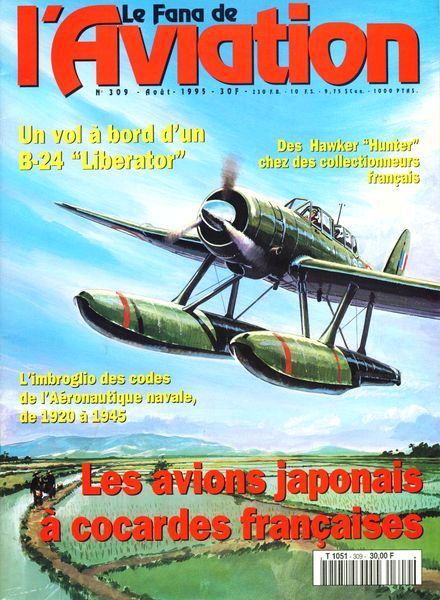 Le Fana de
l'Aviation
N° 309 - Août - 1995 - 30F - 230 F.B. - 10 F.S. - 9,75 $Can. - 1000 PTAS.
Un vol à bord d'un
B-24 "Liberator"
Des Hawker "Hunter"
chez des collectionneurs
français
L'imbroglio des codes
de l'Aéronautique navale,
de 1920 à 1945
Les avions japonais
à cocardes françaises
T 1051 - 309 - 30,00 F